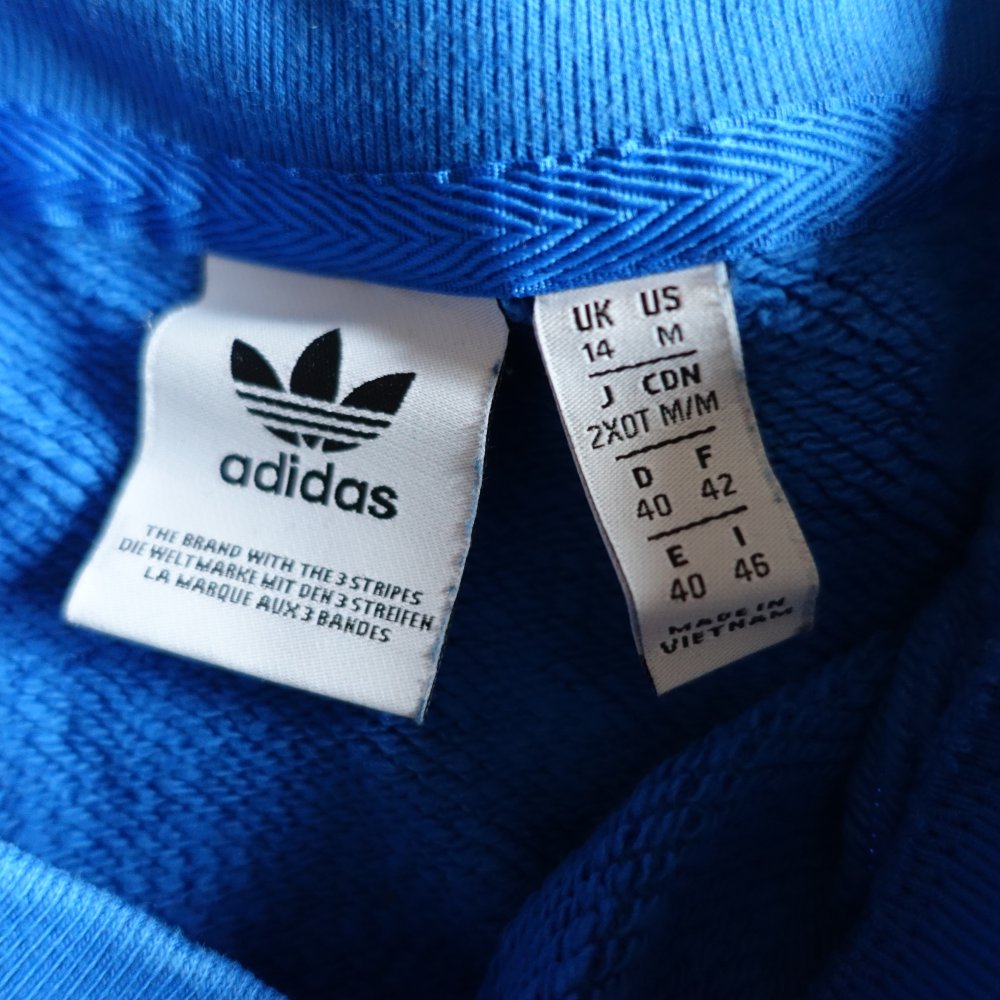 adidas
THE BRAND WITH THE 3 STRIPES
DIE WELTMARKE MIT DEN 3 STREIFEN
LA MARQUE AUX 3 BANDES
UK US
14 M
J CDN
2XOT M/M
D F
40 42
E I
40 46
MADE IN
VIETNAM